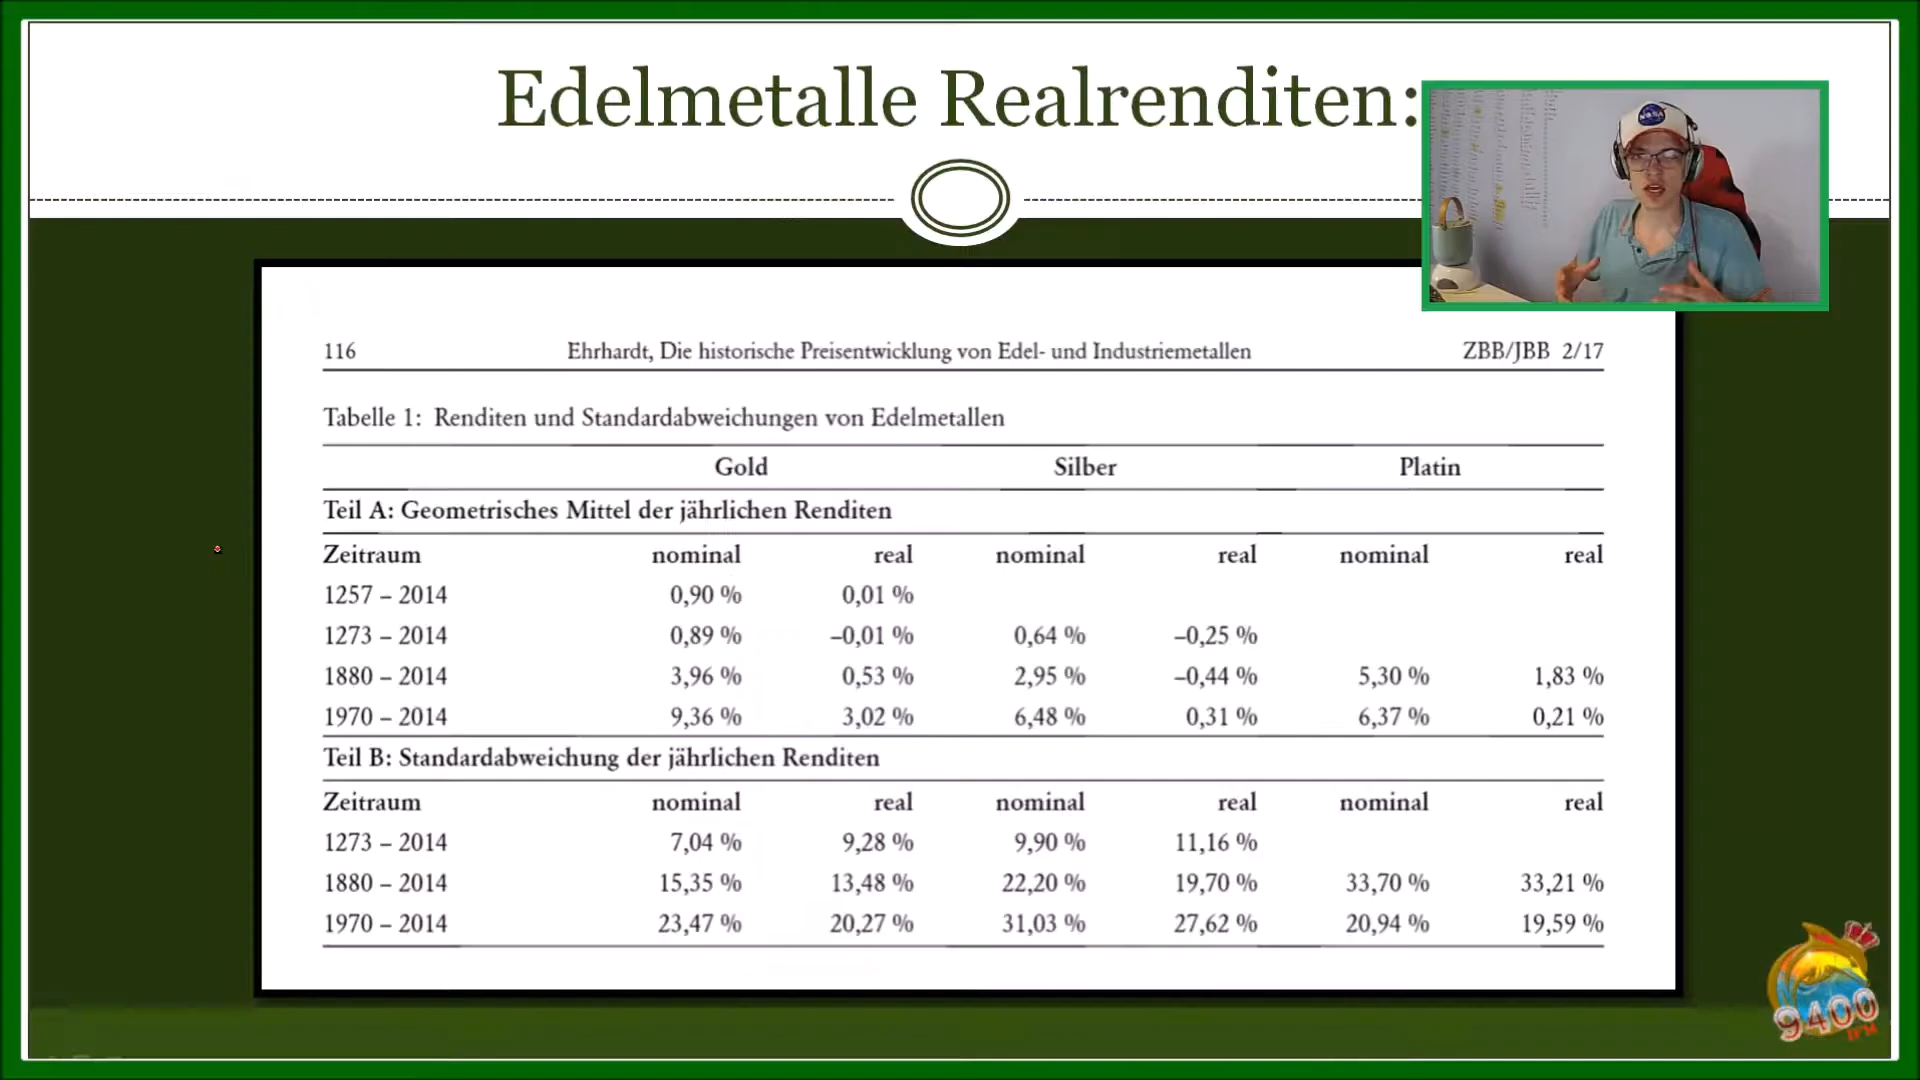 Edelmetalle Realrenditen:
NASA
116 Ehrhardt, Die historische Preisentwicklung von Edel- und Industriemetallen ZBB/JBB 2/17
Tabelle 1: Renditen und Standardabweichungen von Edelmetallen
Gold Silber Platin
Teil A: Geometrisches Mittel der jährlichen Renditen
Zeitraum nominal real nominal real nominal real
1257 – 2014 0,90 % 0,01 %
1273 – 2014 0,89 % –0,01 % 0,64 % –0,25 %
1880 – 2014 3,96 % 0,53 % 2,95 % –0,44 % 5,30 % 1,83 %
1970 – 2014 9,36 % 3,02 % 6,48 % 0,31 % 6,37 % 0,21 %
Teil B: Standardabweichung der jährlichen Renditen
Zeitraum nominal real nominal real nominal real
1273 – 2014 7,04 % 9,28 % 9,90 % 11,16 %
1880 – 2014 15,35 % 13,48 % 22,20 % 19,70 % 33,70 % 33,21 %
1970 – 2014 23,47 % 20,27 % 31,03 % 27,62 % 20,94 % 19,59 %
9400